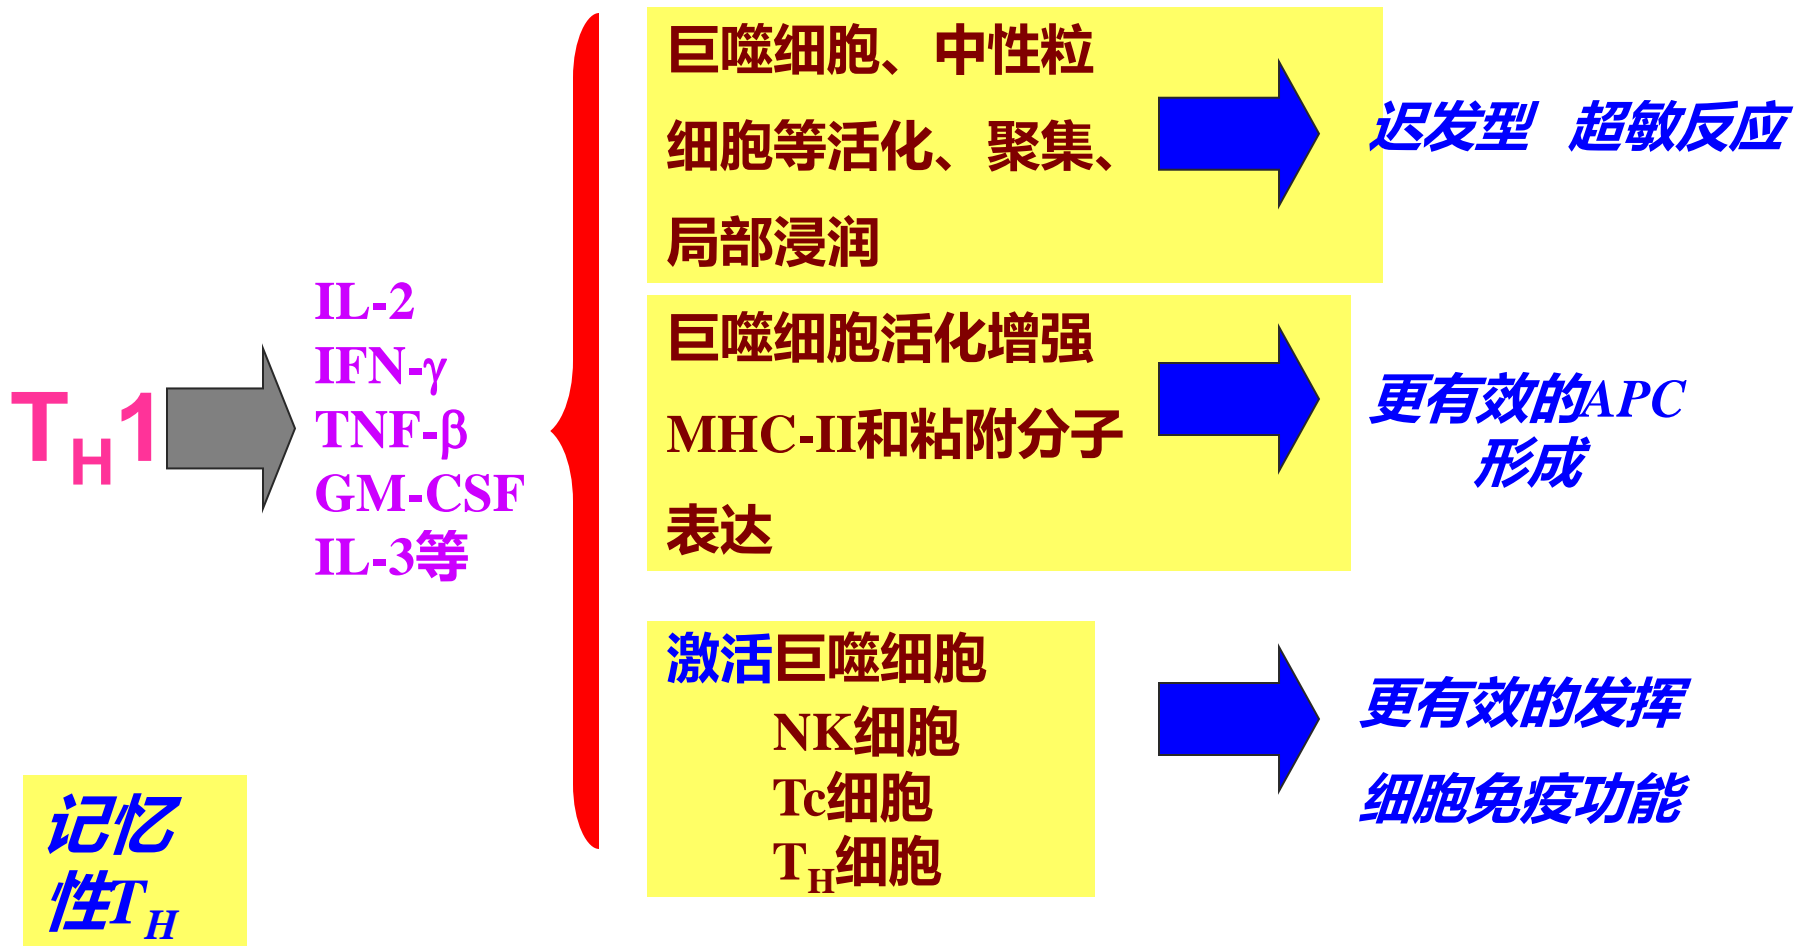 T_H1
IL-2
IFN-γ
TNF-β
GM-CSF
IL-3等
巨噬细胞、中性粒
细胞等活化、聚集、
局部浸润
迟发型 超敏反应
巨噬细胞活化增强
MHC-II和粘附分子
表达
更有效的APC
形成
激活巨噬细胞
NK细胞
Tc细胞
T_H细胞
更有效的发挥
细胞免疫功能
记忆
性T_H